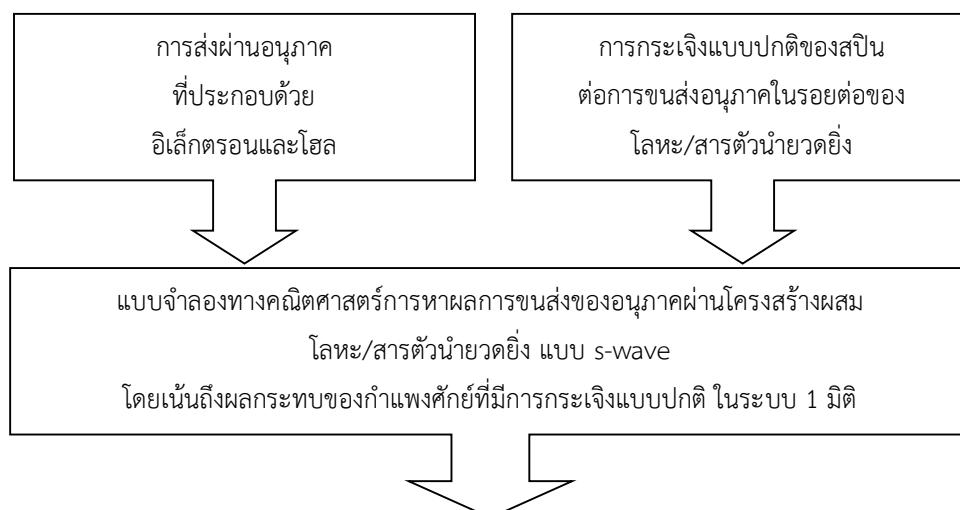 การส่งผ่านอนุภาค
ที่ประกอบด้วย
อิเล็กตรอนและโฮล
การกระเจิงแบบปกติของสปิน
ต่อการขนส่งอนุภาคในรอยต่อของ
โลหะ/สารตัวนำยวดยิ่ง
แบบจำลองทางคณิตศาสตร์การหาผลการขนส่งของอนุภาคผ่านโครงสร้างผสม
โลหะ/สารตัวนำยวดยิ่ง แบบ s-wave
โดยเน้นถึงผลกระทบของกำแพงศักย์ที่มีการกระเจิงแบบปกติ ในระบบ 1 มิติ